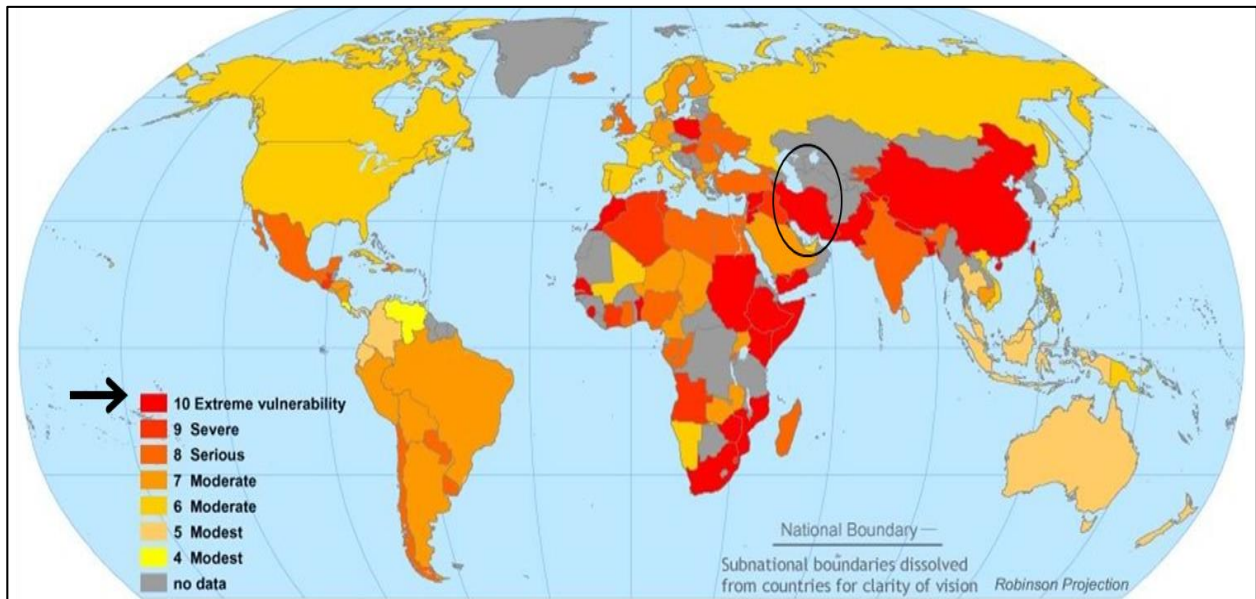 10 Extreme vulnerability
9 Severe
8 Serious
7 Moderate
6 Moderate
5 Modest
4 Modest
no data
National Boundary
Subnational boundaries dissolved
from countries for clarity of vision
Robinson Projection